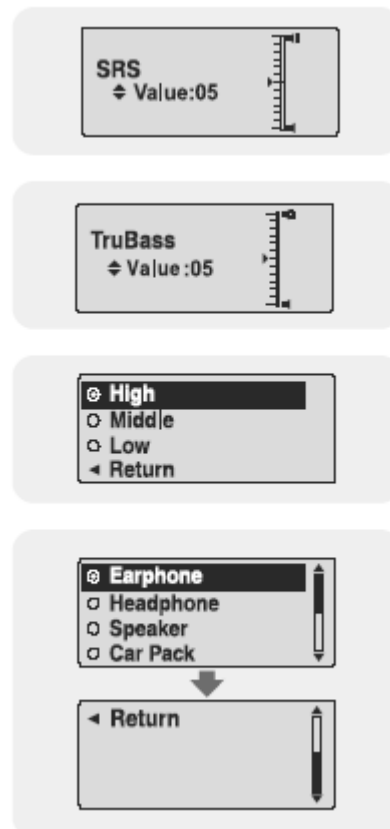 SRS
Value:05
TruBass
Value :05
High
Middle
Low
Return
Earphone
Headphone
Speaker
Car Pack
Return